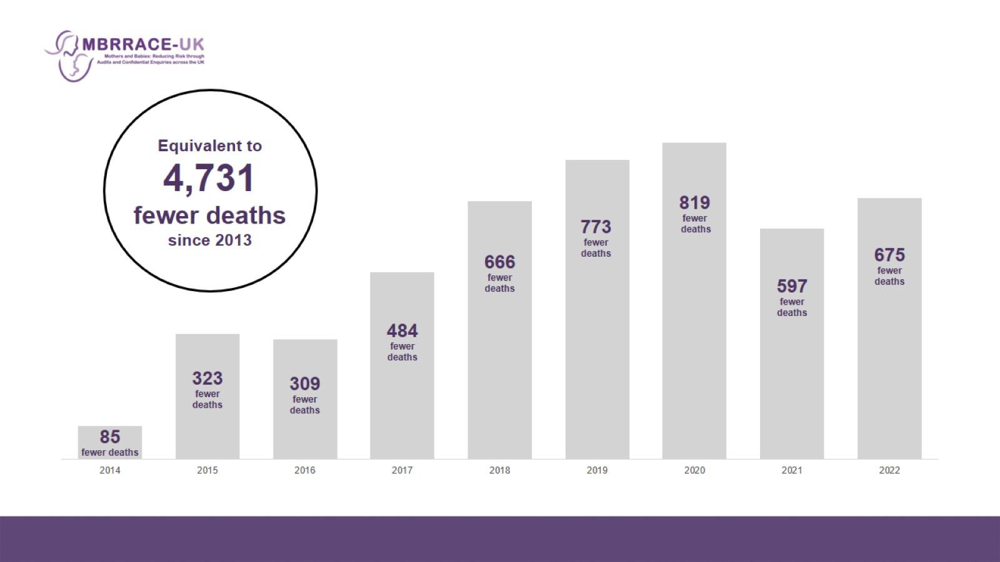 MBRRACE-UK
Mothers and Babies: Reducing Risk through
Audits and Confidential Enquiries across the UK
Equivalent to
4,731
fewer deaths
since 2013
85
fewer deaths
323
fewer
deaths
309
fewer
deaths
484
fewer
deaths
666
fewer
deaths
773
fewer
deaths
819
fewer
deaths
597
fewer
deaths
675
fewer
deaths
2014 2015 2016 2017 2018 2019 2020 2021 2022